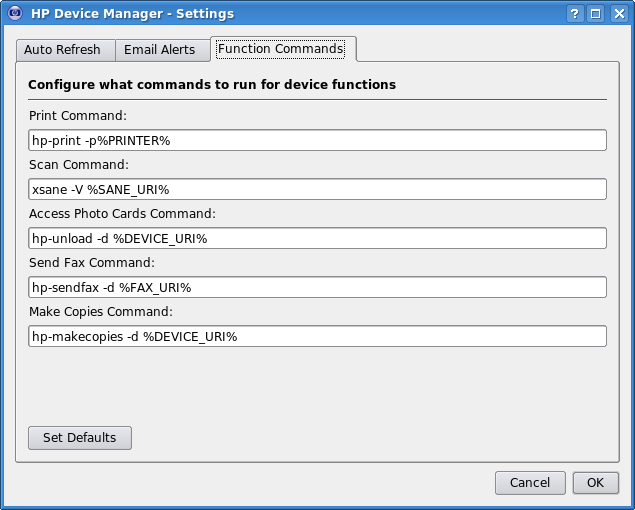 HP Device Manager - Settings
Auto Refresh
Email Alerts
Function Commands
Configure what commands to run for device functions
Print Command:
hp-print -p%PRINTER%
Scan Command:
xsane -V %SANE_URI%
Access Photo Cards Command:
hp-unload -d %DEVICE_URI%
Send Fax Command:
hp-sendfax -d %FAX_URI%
Make Copies Command:
hp-makecopies -d %DEVICE_URI%
Set Defaults
Cancel
OK